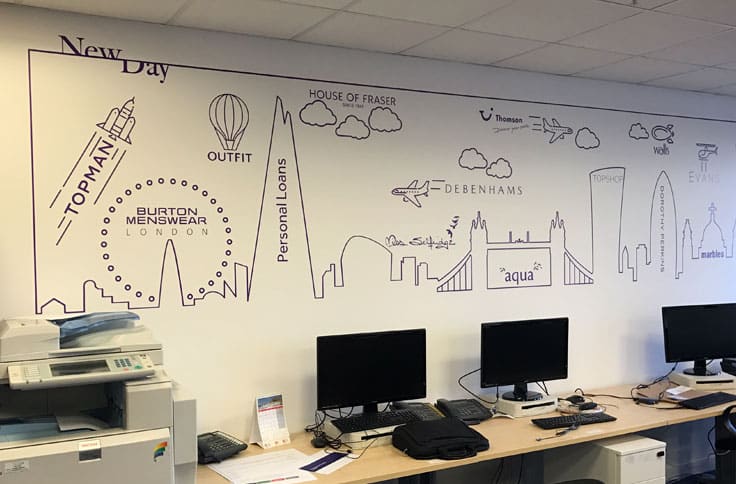 New
Day
TOPMAN
OUTFIT
BURTON
MENSWEAR
LONDON
Personal Loans
HOUSE OF FRASER
SINCE 1849
Thomson
DEBENHAMS
Miss Selfridge
aqua
TOPSHOP
DOROTHY PERKINS
wallis
EVANS
marbles